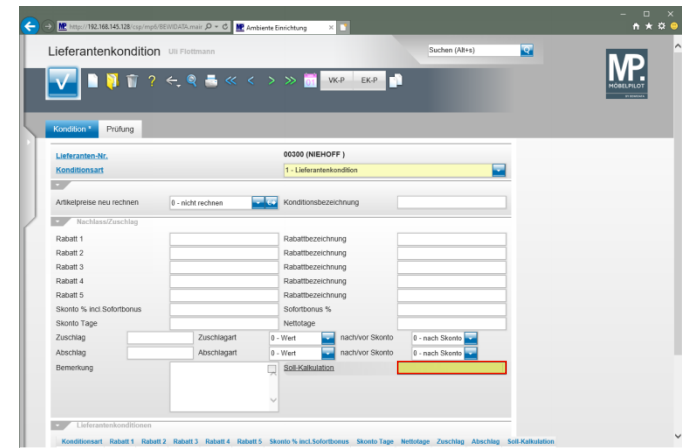 http://192.168.145.128/csp/mp8/BEWIDATA.mair
Ambiente Einrichtung
Lieferantenkondition Uli Flottmann
Suchen (Alt+s)
VK-P EK-P
MP.
MÖBELPILOT
Kondition * Prüfung
Lieferanten-Nr. 00300 (NIEHOFF )
Konditionsart 1 - Lieferantenkondition
Artikelpreise neu rechnen 0 - nicht rechnen Konditionsbezeichnung
Nachlass/Zuschlag
Rabatt 1 Rabattbezeichnung
Rabatt 2 Rabattbezeichnung
Rabatt 3 Rabattbezeichnung
Rabatt 4 Rabattbezeichnung
Rabatt 5 Rabattbezeichnung
Skonto % incl.Sofortbonus Sofortbonus %
Skonto Tage Nettotage
Zuschlag Zuschlagart 0 - Wert nach/vor Skonto 0 - nach Skonto
Abschlag Abschlagart 0 - Wert nach/vor Skonto 0 - nach Skonto
Bemerkung Soll-Kalkulation
Lieferantenkonditionen
Konditionsart Rabatt 1 Rabatt 2 Rabatt 3 Rabatt 4 Rabatt 5 Skonto % incl.Sofortbonus Skonto Tage Nettotage Zuschlag Abschlag Soll-Kalkulation